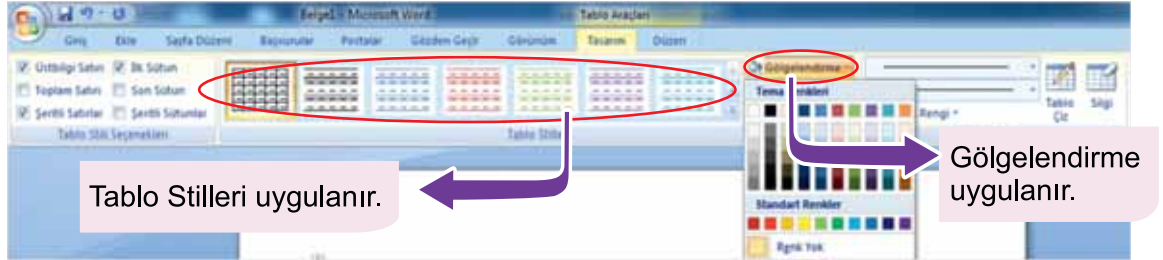 Belge1 - Microsoft Word Tablo Araçları
Giriş Ekle Sayfa Düzeni Başvurular Postalar Gözden Geçir Görünüm Tasarım Düzen
Üstbilgi Satırı İlk Sütun
Toplam Satırı Son Sütun
Şeritli Satırlar Şeritli Sütunlar
Tablo Stili Seçenekleri
Tablo Stilleri
Gölgelendirme
Tema Renkleri
Rengi
Tablo Çiz
Silgi
Standart Renkler
Renk Yok
Tablo Stilleri uygulanır.
Gölgelendirme
uygulanır.